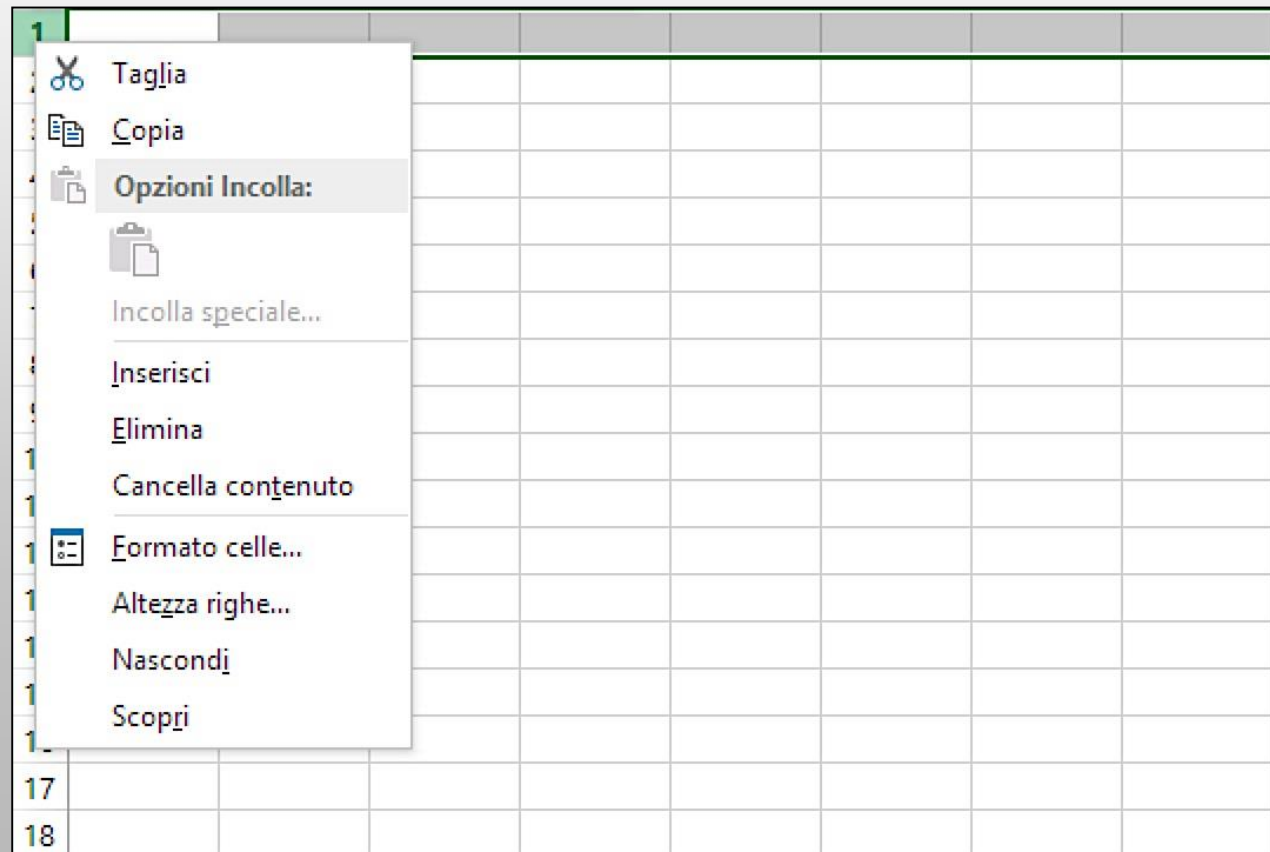 1
Taglia
Copia
Opzioni Incolla:
Incolla speciale...
Inserisci
Elimina
Cancella contenuto
Formato celle...
Altezza righe...
Nascondi
Scopri
17
18